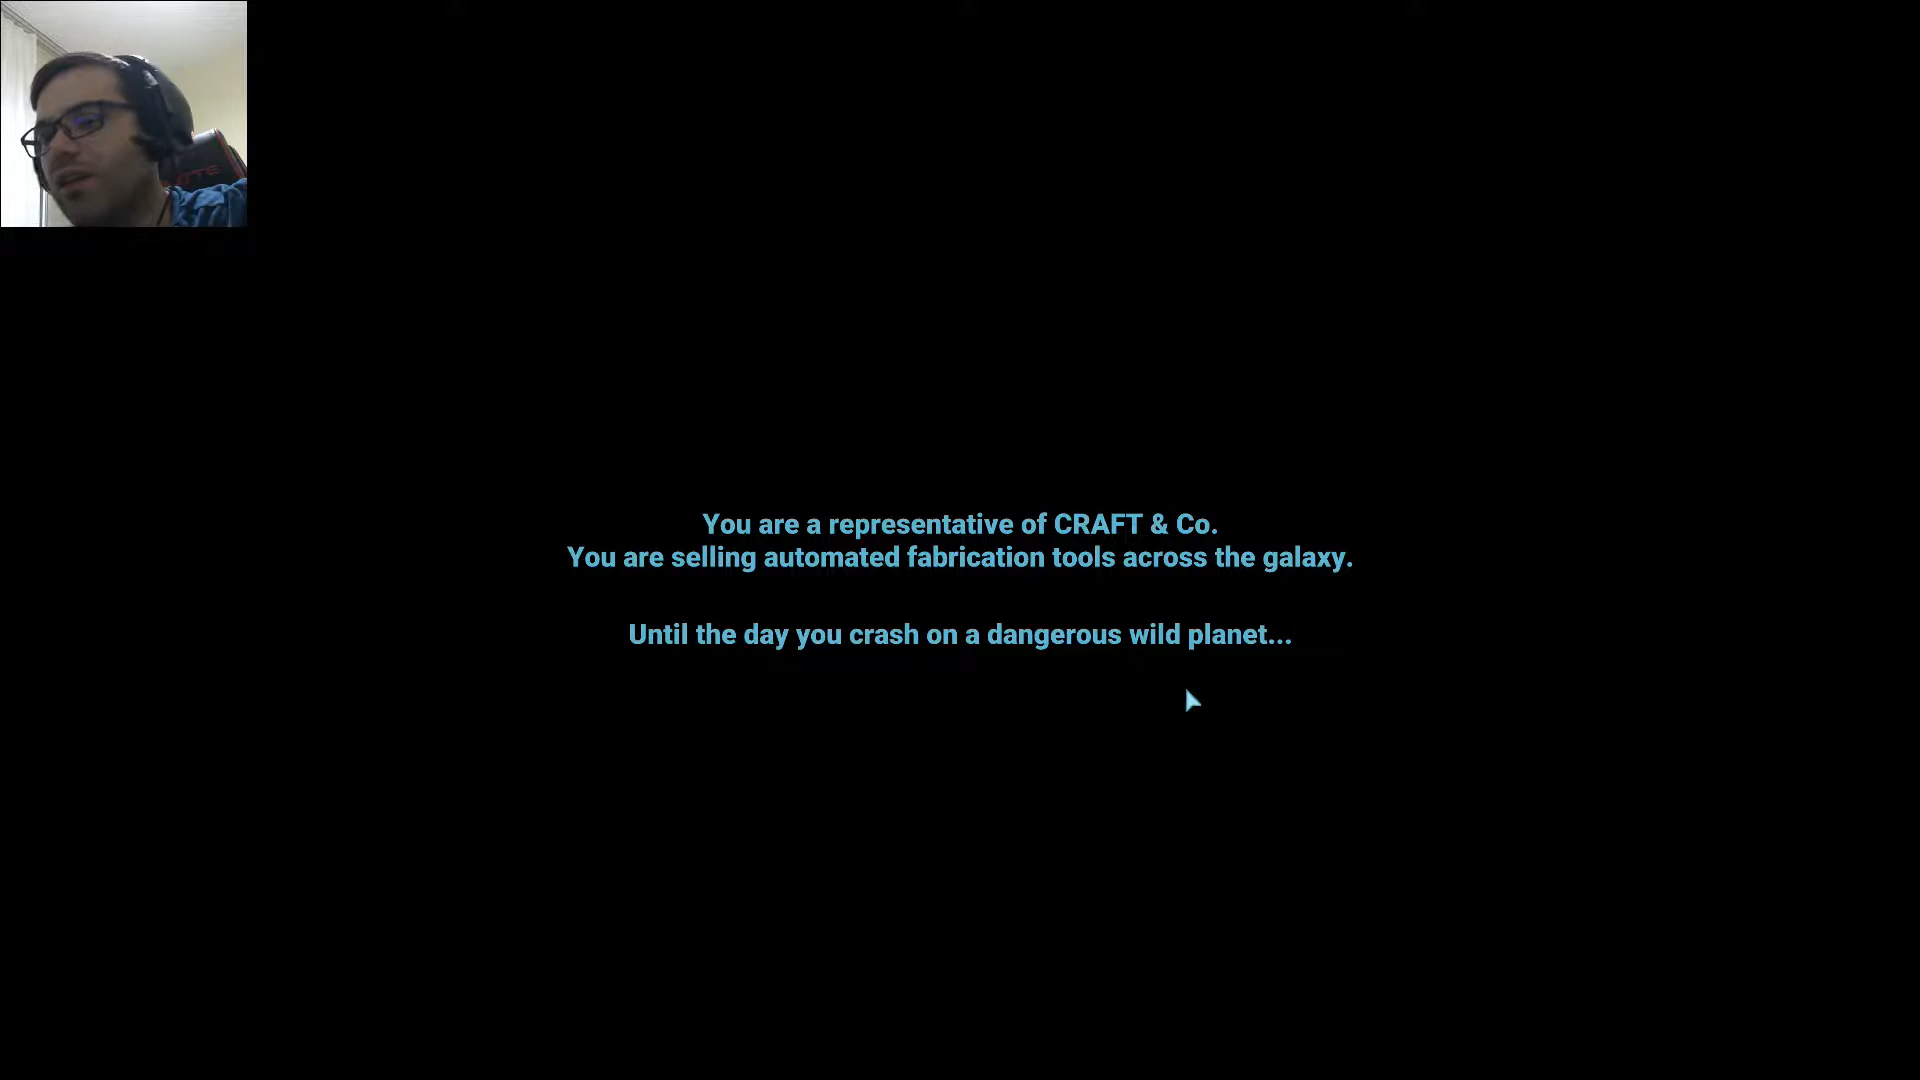 You are a representative of CRAFT & Co.
You are selling automated fabrication tools across the galaxy.
Until the day you crash on a dangerous wild planet...